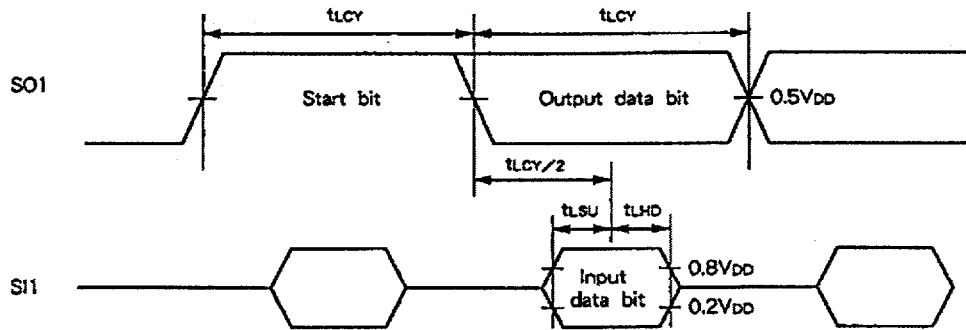 tLCY tLCY
SO1 Start bit Output data bit 0.5VDD
tLCY/2
tLSU tLHD
SI1 Input data bit 0.8VDD
0.2VDD